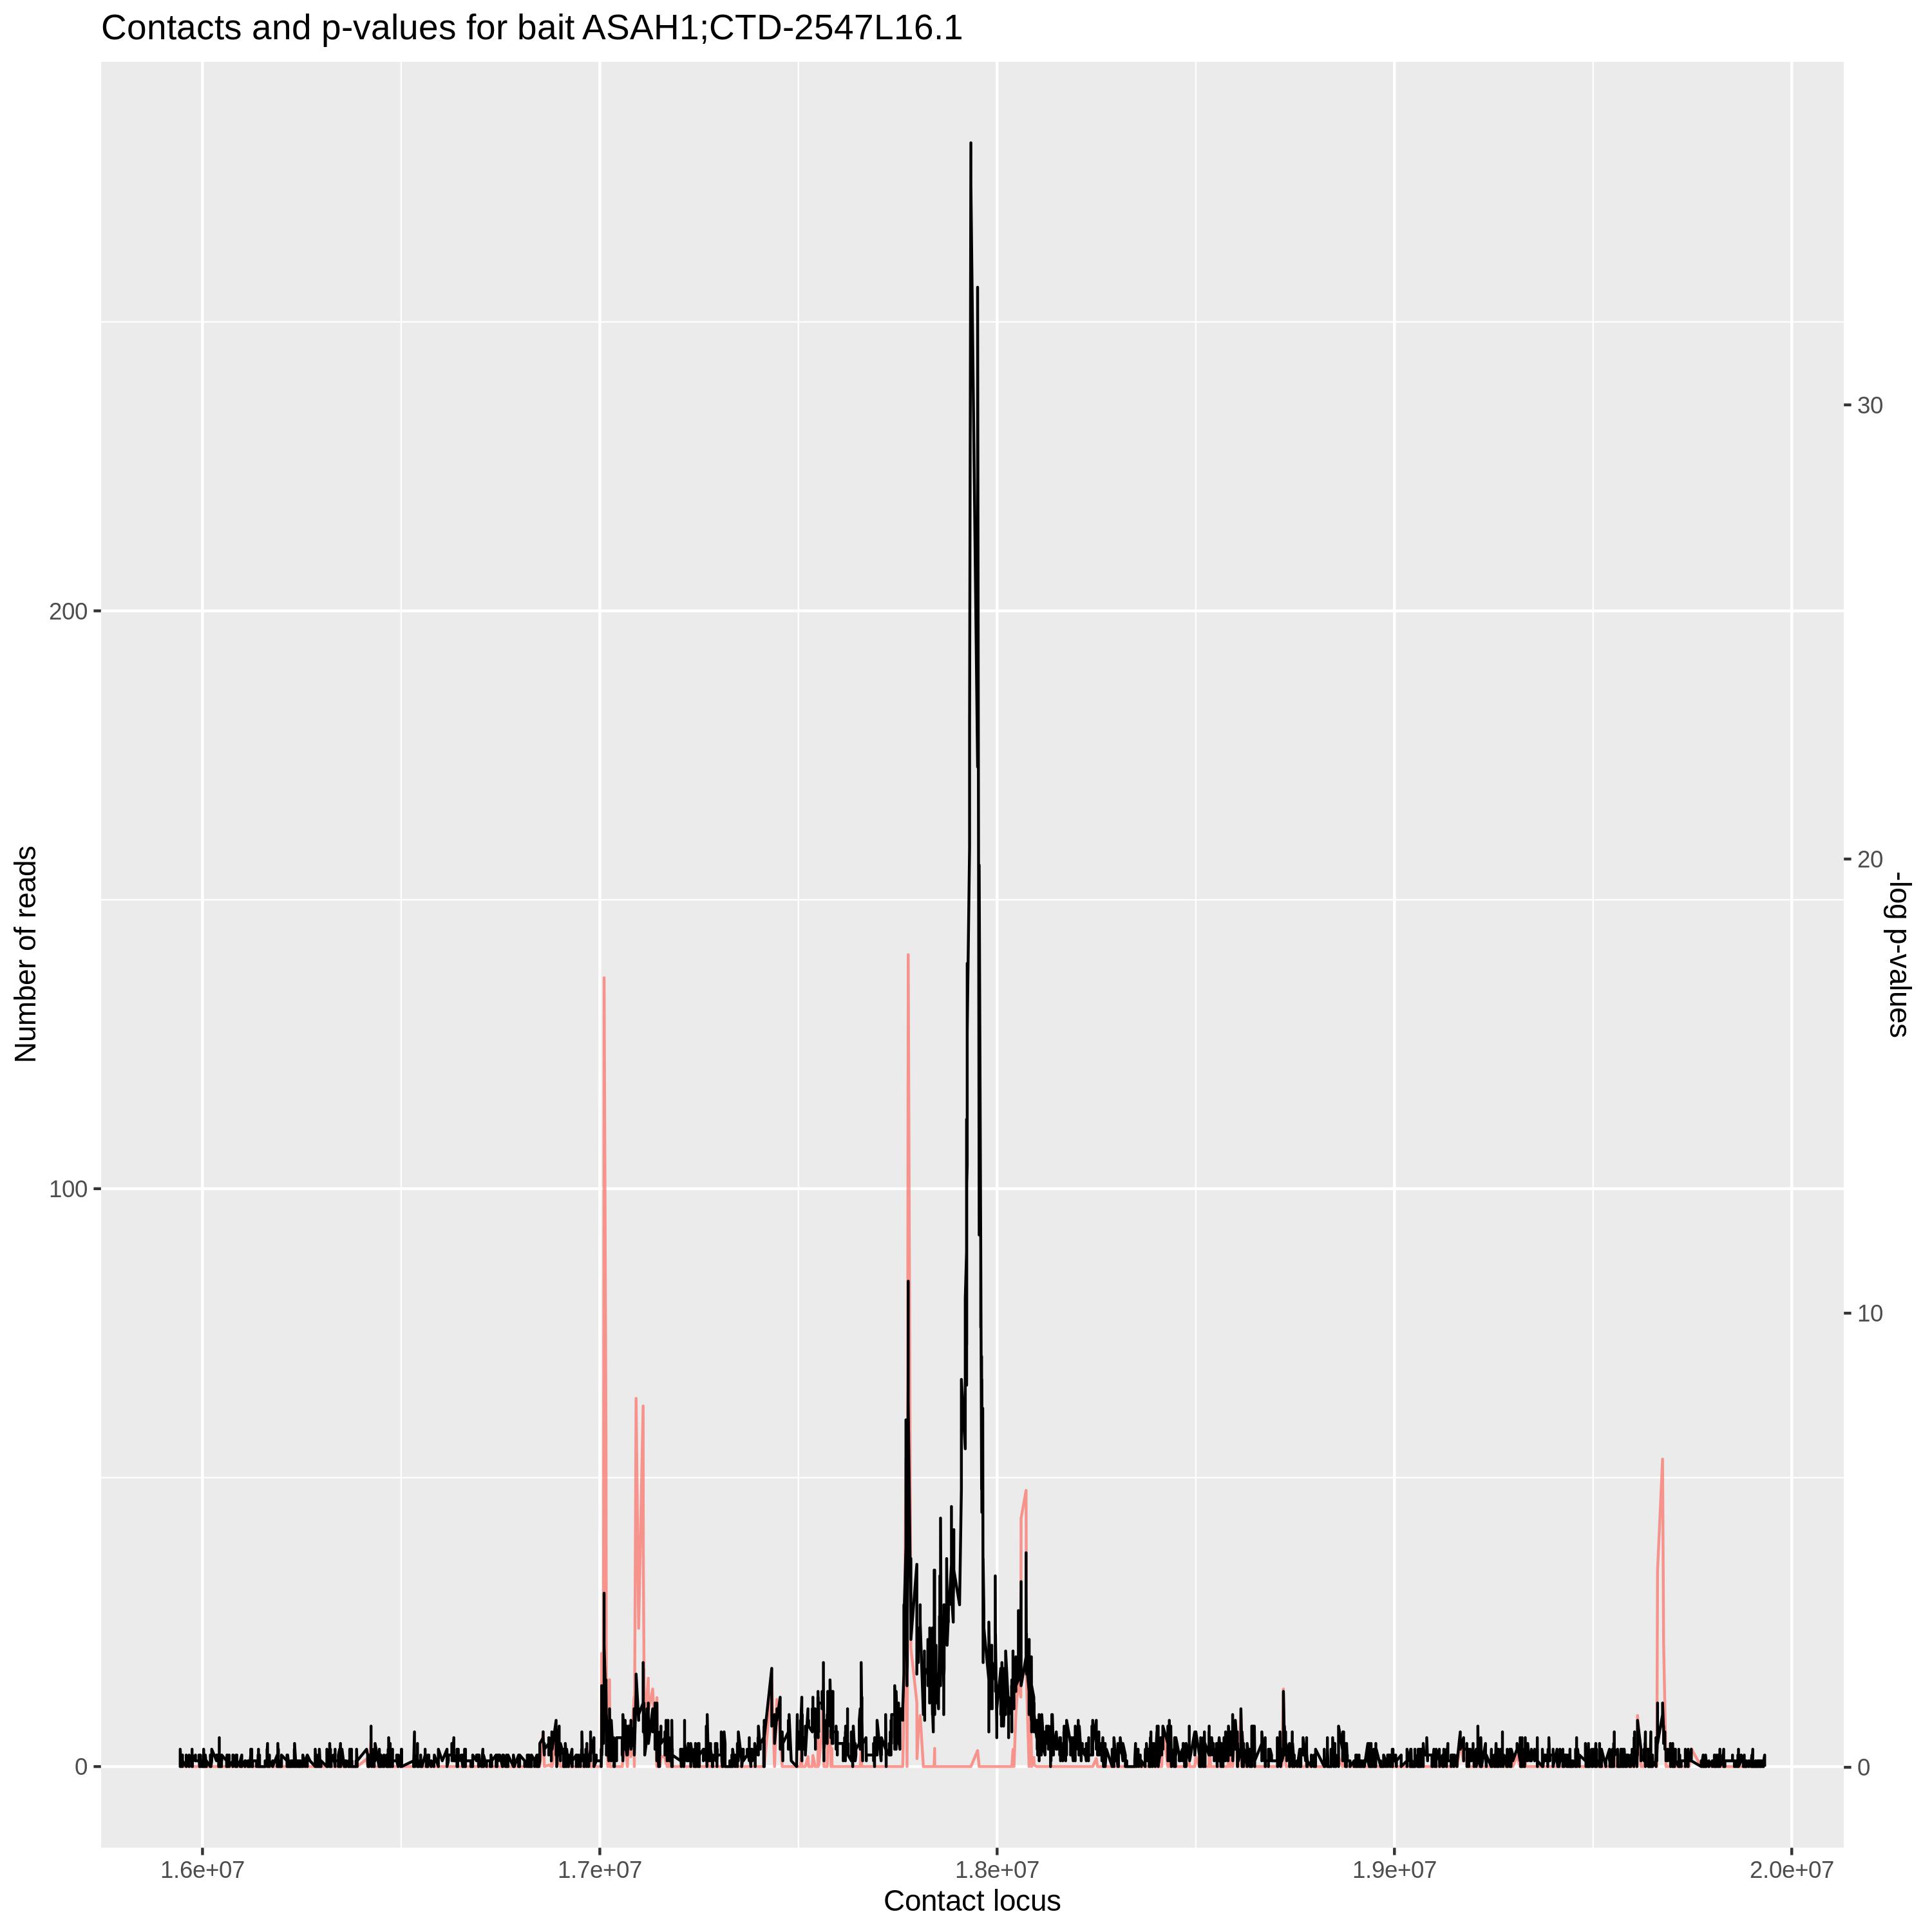 Contacts and p-values for bait ASAH1;CTD-2547L16.1
Number of reads
200
100
0
30
20
10
0
-log p-values
1.6e+07 1.7e+07 1.8e+07 1.9e+07 2.0e+07
Contact locus